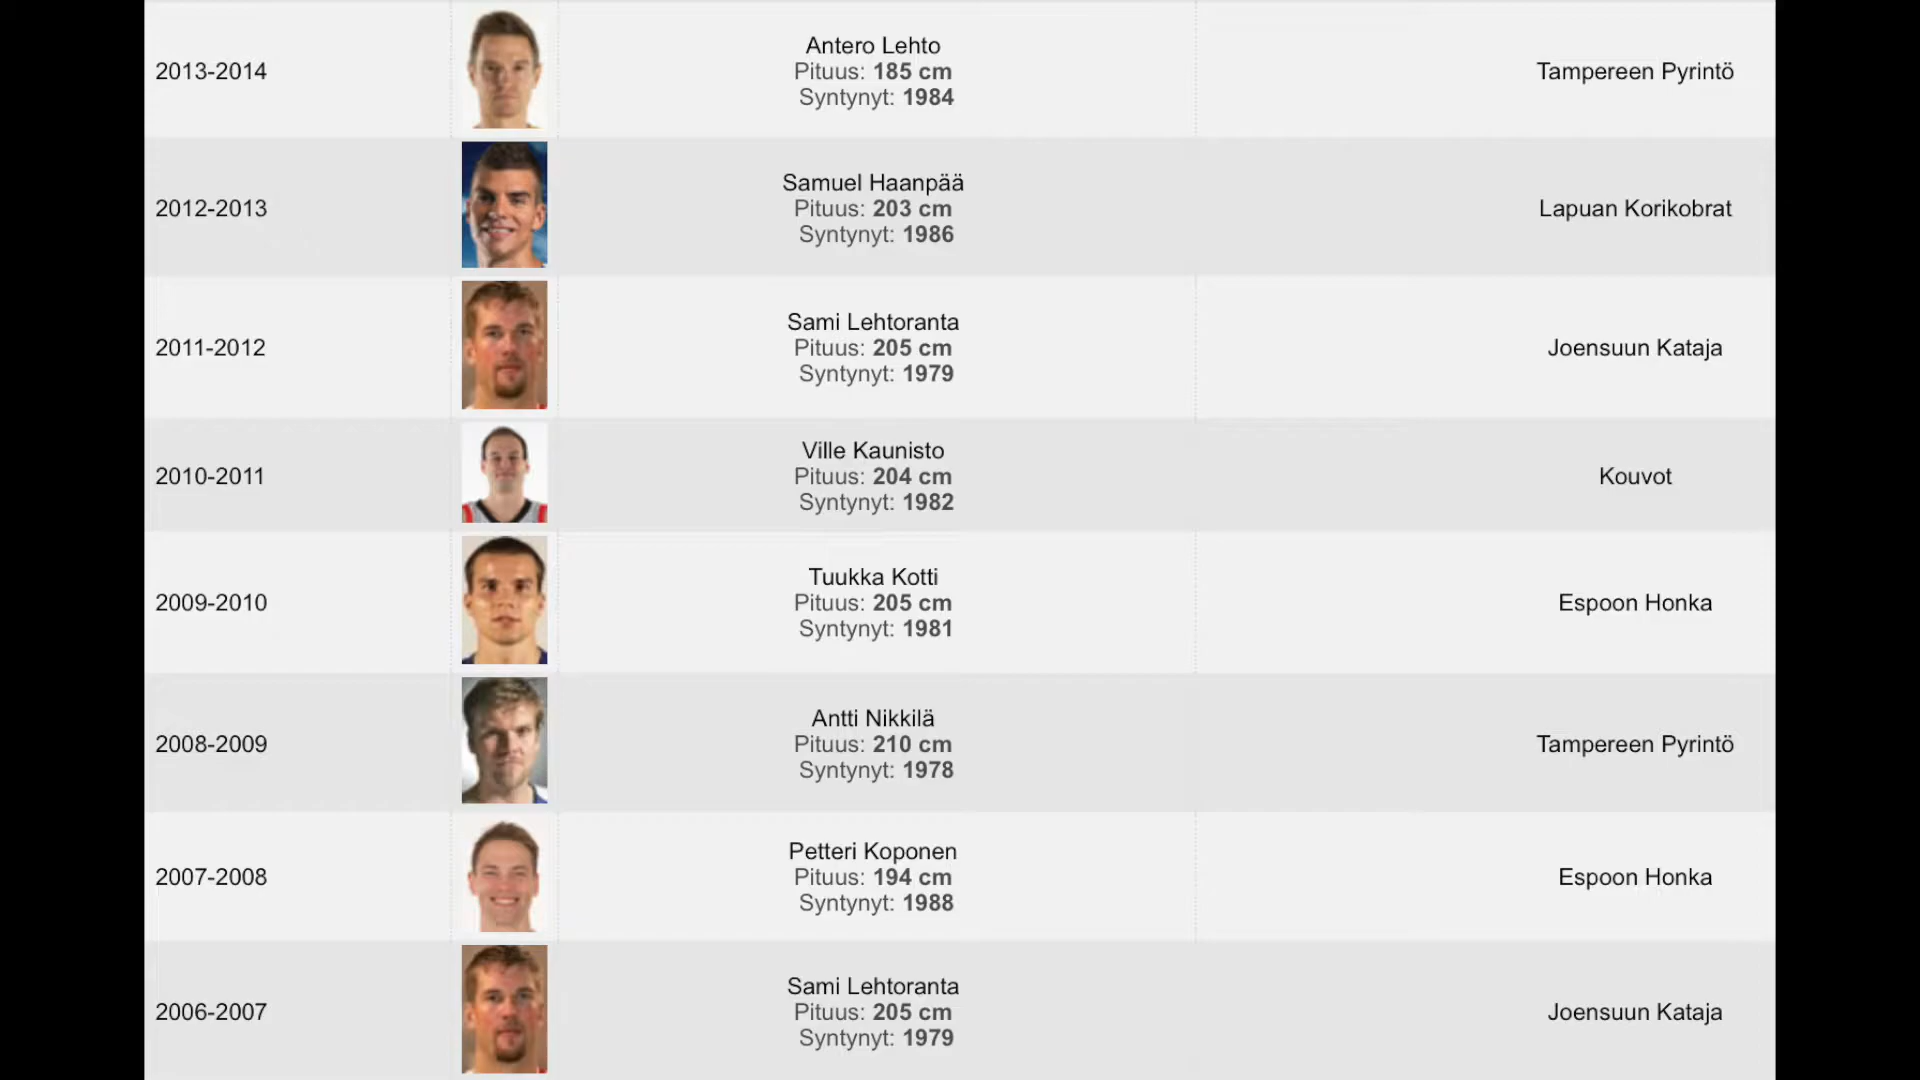 2013-2014
Antero Lehto
Pituus: 185 cm
Syntynyt: 1984
Tampereen Pyrintö
2012-2013
Samuel Haanpää
Pituus: 203 cm
Syntynyt: 1986
Lapuan Korikobrat
2011-2012
Sami Lehtoranta
Pituus: 205 cm
Syntynyt: 1979
Joensuun Kataja
2010-2011
Ville Kaunisto
Pituus: 204 cm
Syntynyt: 1982
Kouvot
2009-2010
Tuukka Kotti
Pituus: 205 cm
Syntynyt: 1981
Espoon Honka
2008-2009
Antti Nikkilä
Pituus: 210 cm
Syntynyt: 1978
Tampereen Pyrintö
2007-2008
Petteri Koponen
Pituus: 194 cm
Syntynyt: 1988
Espoon Honka
2006-2007
Sami Lehtoranta
Pituus: 205 cm
Syntynyt: 1979
Joensuun Kataja